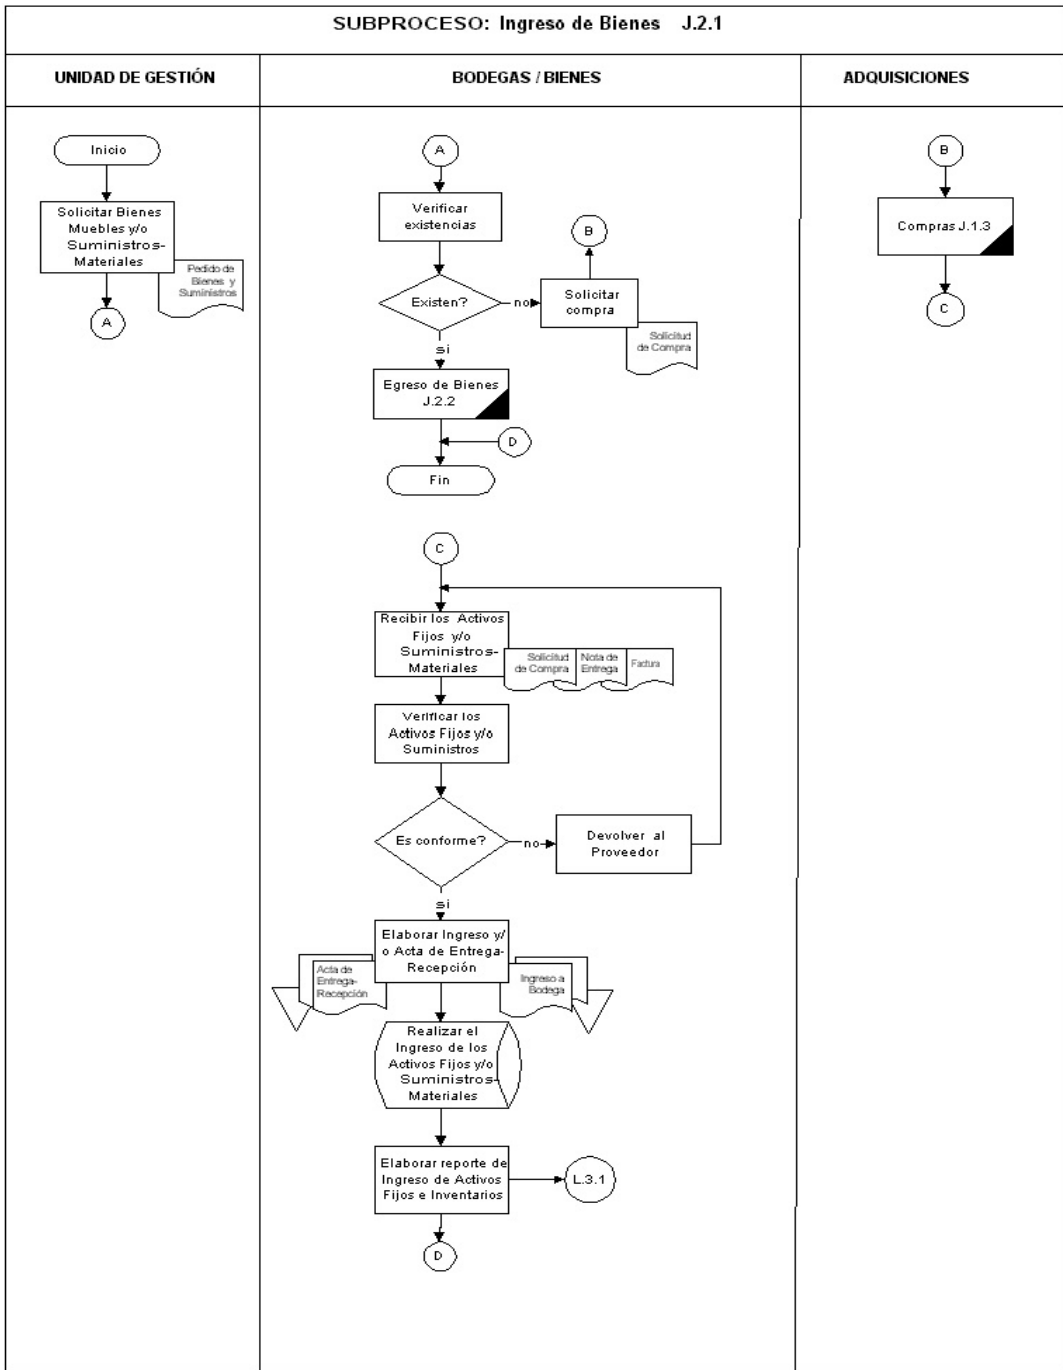 SUBPROCESO: Ingreso de Bienes J.2.1
UNIDAD DE GESTIÓN
BODEGAS / BIENES
ADQUISICIONES
Inicio
Solicitar Bienes
Muebles y/o
Suministros-
Materiales
Pedido de
Bienes y
Suministros
A
A
Verificar
existencias
Existen?
no
Solicitar
compra
B
Solicitud
de Compra
si
Egreso de Bienes
J.2.2
D
Fin
B
Compras J.1.3
C
C
Recibir los Activos
Fijos y/o
Suministros-
Materiales
Solicitud
de Compra
Nota de
Entrega
Factura
Verificar los
Activos Fijos y/o
Suministros
Es conforme?
no
Devolver al
Proveedor
si
Elaborar Ingreso y/
o Acta de Entrega-
Recepción
Acta de
Entrega-
Recepción
Ingreso a
Bodega
Realizar el
Ingreso de los
Activos Fijos y/o
Suministros-
Materiales
Elaborar reporte de
Ingreso de Activos
Fijos e Inventarios
L.3.1
D